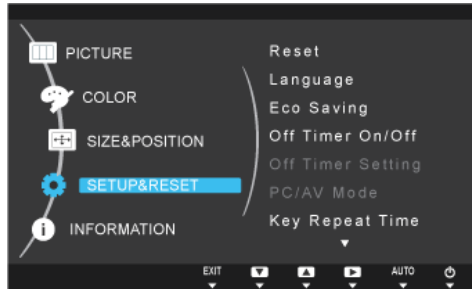 PICTURE
COLOR
SIZE&POSITION
SETUP&RESET
INFORMATION
Reset
Language
Eco Saving
Off Timer On/Off
Off Timer Setting
PC/AV Mode
Key Repeat Time
EXIT
AUTO